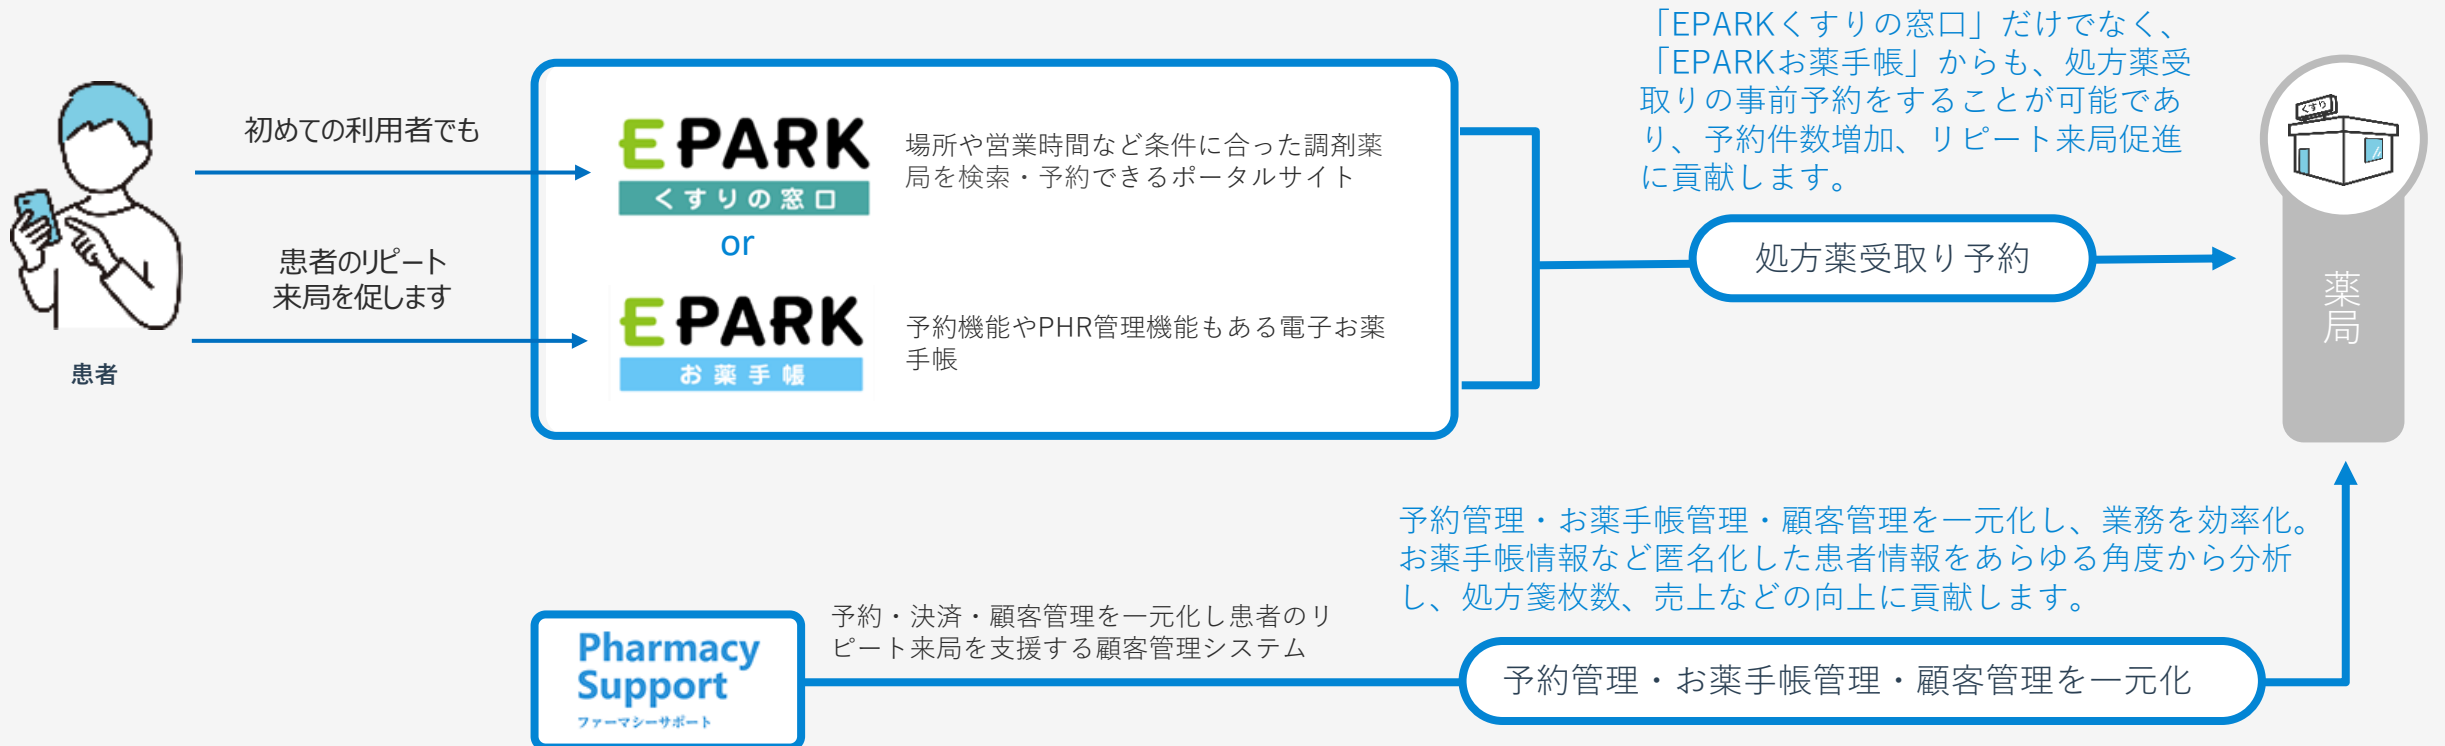 「EPARKくすりの窓口」だけでなく、
「EPARKお薬手帳」からも、処方薬受
取りの事前予約をすることが可能であ
り、予約件数増加、リピート来局促進
に貢献します。
初めての利用者でも
EPARK
くすりの窓口
場所や営業時間など条件に合った調剤薬
局を検索・予約できるポータルサイト
くすり
or
処方薬受取り予約
患者のリピート
来局を促します
EPARK
お薬手帳
予約機能やPHR管理機能もある電子お薬
手帳
薬局
患者
予約管理・お薬手帳管理・顧客管理を一元化し、業務を効率化。
お薬手帳情報など匿名化した患者情報をあらゆる角度から分析
し、処方箋枚数、売上などの向上に貢献します。
予約・決済・顧客管理を一元化し患者のリ
ピート来局を支援する顧客管理システム
Pharmacy
Support
ファーマシーサポート
予約管理・お薬手帳管理・顧客管理を一元化